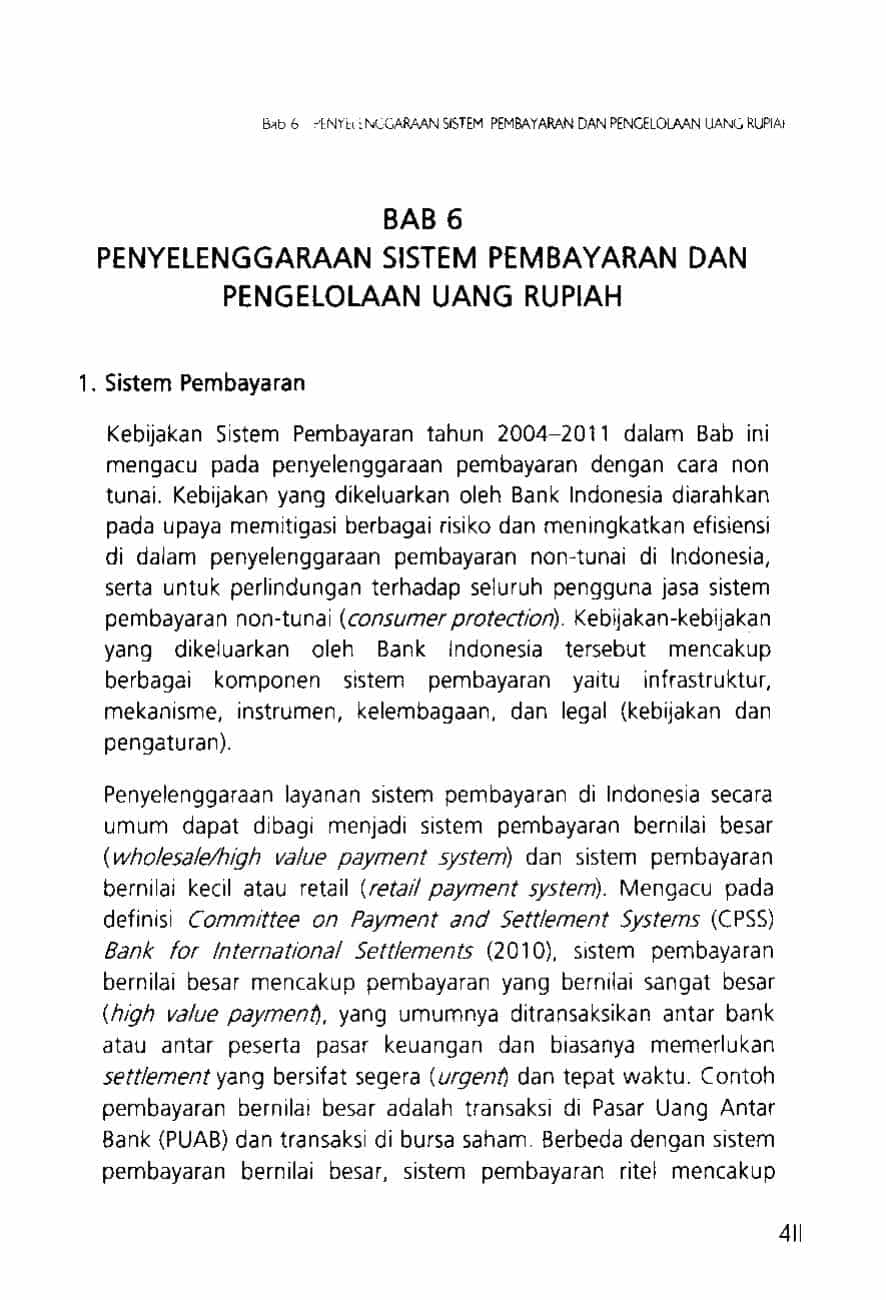 Bab 6 PENYELENGGARAAN SISTEM PEMBAYARAN DAN PENGELOLAAN UANG RUPIAH
BAB 6
PENYELENGGARAAN SISTEM PEMBAYARAN DAN
PENGELOLAAN UANG RUPIAH
1. Sistem Pembayaran
Kebijakan Sistem Pembayaran tahun 2004–2011 dalam Bab ini
mengacu pada penyelenggaraan pembayaran dengan cara non
tunai. Kebijakan yang dikeluarkan oleh Bank Indonesia diarahkan
pada upaya memitigasi berbagai risiko dan meningkatkan efisiensi
di dalam penyelenggaraan pembayaran non-tunai di Indonesia,
serta untuk perlindungan terhadap seluruh pengguna jasa sistem
pembayaran non-tunai (consumer protection). Kebijakan-kebijakan
yang dikeluarkan oleh Bank Indonesia tersebut mencakup
berbagai komponen sistem pembayaran yaitu infrastruktur,
mekanisme, instrumen, kelembagaan, dan legal (kebijakan dan
pengaturan).
Penyelenggaraan layanan sistem pembayaran di Indonesia secara
umum dapat dibagi menjadi sistem pembayaran bernilai besar
(wholesale/high value payment system) dan sistem pembayaran
bernilai kecil atau retail (retail payment system). Mengacu pada
definisi Committee on Payment and Settlement Systems (CPSS)
Bank for International Settlements (2010), sistem pembayaran
bernilai besar mencakup pembayaran yang bernilai sangat besar
(high value payment), yang umumnya ditransaksikan antar bank
atau antar peserta pasar keuangan dan biasanya memerlukan
settlement yang bersifat segera (urgent) dan tepat waktu. Contoh
pembayaran bernilai besar adalah transaksi di Pasar Uang Antar
Bank (PUAB) dan transaksi di bursa saham. Berbeda dengan sistem
pembayaran bernilai besar, sistem pembayaran ritel mencakup
411